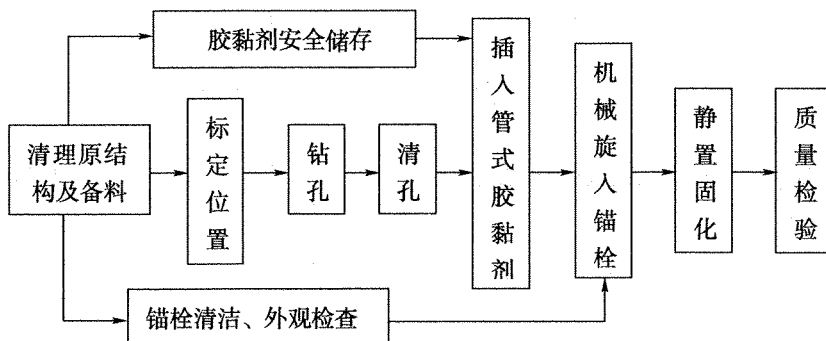 胶黏剂安全储存
清理原结
构及备料
标定位置
钻孔
清孔
插入管式胶黏剂
机械旋入锚栓
静置固化
质量检验
锚栓清洁、外观检查